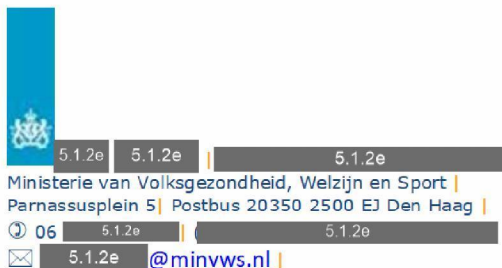 5.1.2e 5.1.2e | 5.1.2e
Ministerie van Volksgezondheid, Welzijn en Sport |
Parnassusplein 5| Postbus 20350 2500 EJ Den Haag |
06 5.1.2e | ( 5.1.2e
5.1.2e @minvws.nl |